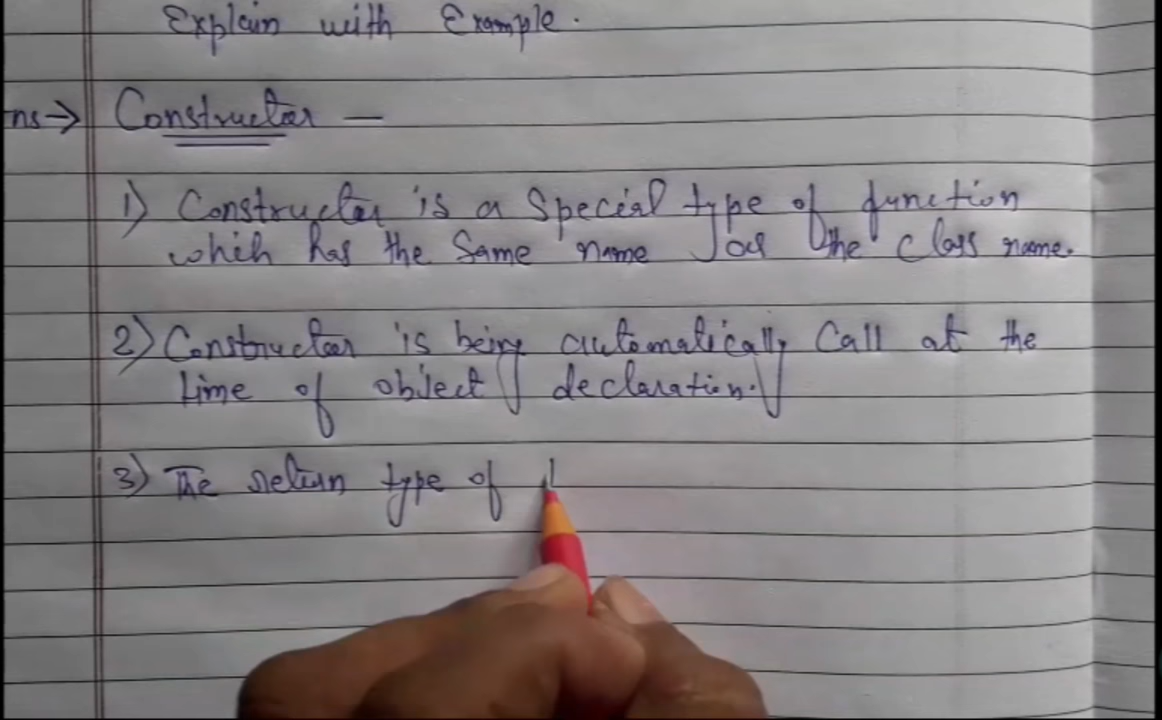 Explain with Example.
ns→ Constructor —
1) Constructor is a Special type of function
which has the Same name as the class name.
2) Constructor is being automatically Call at the
time of object declaration.
3) The return type of